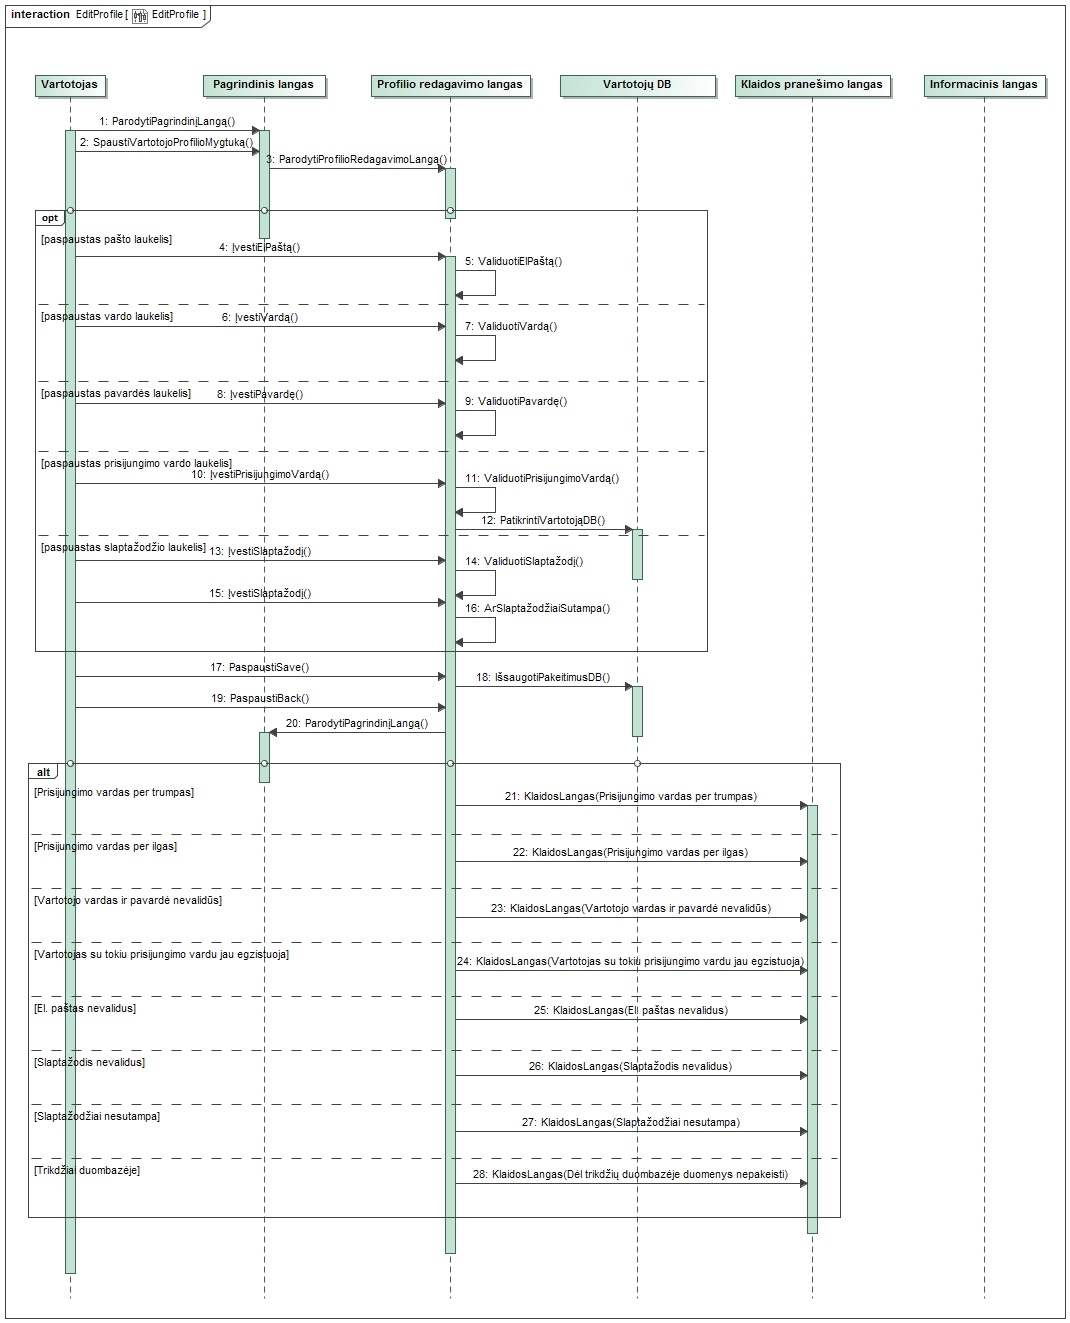 interaction EditProfile [ EditProfile ]
Vartotojas
Pagrindinis langas
Profilio redagavimo langas
Vartotojų DB
Klaidos pranešimo langas
Informacinis langas
1: ParodytiPagrindinįLangą()
2: SpaustiVartotojoProfilioMygtuką()
3: ParodytiProfilioRedagavimoLangą()
opt
[paspaustas pašto laukelis]
4: ĮvestiElPaštą()
5: ValiduotiElPaštą()
[paspaustas vardo laukelis]
6: ĮvestiVardą()
7: ValiduotiVardą()
[paspaustas pavardės laukelis]
8: ĮvestiPavardę()
9: ValiduotiPavardę()
[paspaustas prisijungimo vardo laukelis]
10: ĮvestiPrisijungimoVardą()
11: ValiduotiPrisijungimoVardą()
12: PatikrintiVartotojąDB()
[paspuastas slaptažodžio laukelis]
13: ĮvestiSlaptažodį()
14: ValiduotiSlaptažodį()
15: ĮvestiSlaptažodį()
16: ArSlaptažodžiaiSutampa()
17: PaspaustiSave()
18: IšsaugotiPakeitimusDB()
19: PaspaustiBack()
20: ParodytiPagrindinįLangą()
alt
[Prisijungimo vardas per trumpas]
21: KlaidosLangas(Prisijungimo vardas per trumpas)
[Prisijungimo vardas per ilgas]
22: KlaidosLangas(Prisijungimo vardas per ilgas)
[Vartotojo vardas ir pavardė nevalidūs]
23: KlaidosLangas(Vartotojo vardas ir pavardė nevalidūs)
[Vartotojas su tokiu prisijungimo vardu jau egzistuoja]
24: KlaidosLangas(Vartotojas su tokiu prisijungimo vardu jau egzistuoja)
[El. paštas nevalidus]
25: KlaidosLangas(El. paštas nevalidus)
[Slaptažodis nevalidus]
26: KlaidosLangas(Slaptažodis nevalidus)
[Slaptažodžiai nesutampa]
27: KlaidosLangas(Slaptažodžiai nesutampa)
[Trikdžiai duombazėje]
28: KlaidosLangas(Dėl trikdžių duombazėje duomenys nepakeisti)